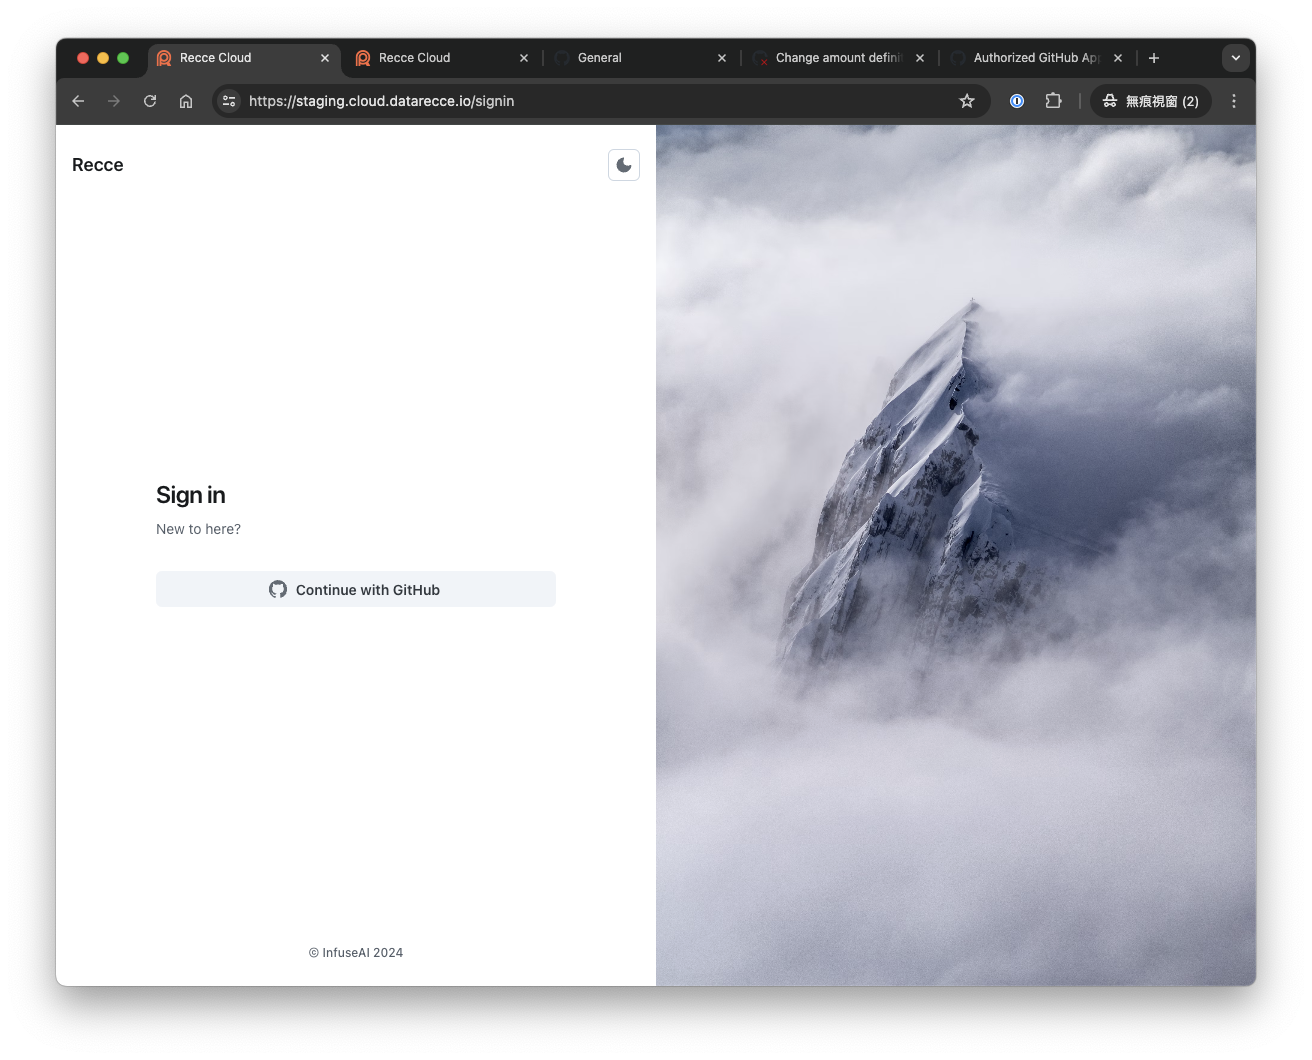 Recce Cloud
Recce Cloud
General
Change amount defini
Authorized GitHub Ap
https://staging.cloud.datarecce.io/signin
無痕視窗 (2)
Recce
Sign in
New to here?
Continue with GitHub
© InfuseAI 2024